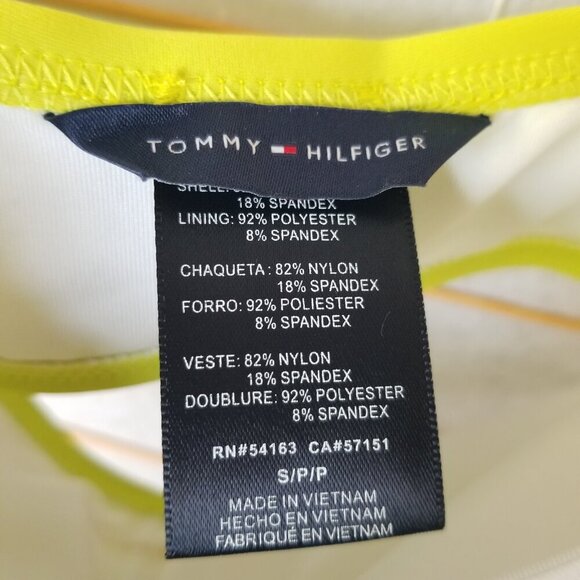 TOMMY HILFIGER
SHELL:
18% SPANDEX
LINING: 92% POLYESTER
8% SPANDEX
CHAQUETA: 82% NYLON
18% SPANDEX
FORRO: 92% POLIESTER
8% SPANDEX
VESTE: 82% NYLON
18% SPANDEX
DOUBLURE: 92% POLYESTER
8% SPANDEX
RN#54163 CA#57151
S/P/P
MADE IN VIETNAM
HECHO EN VIETNAM
FABRIQUÉ EN VIETNAM